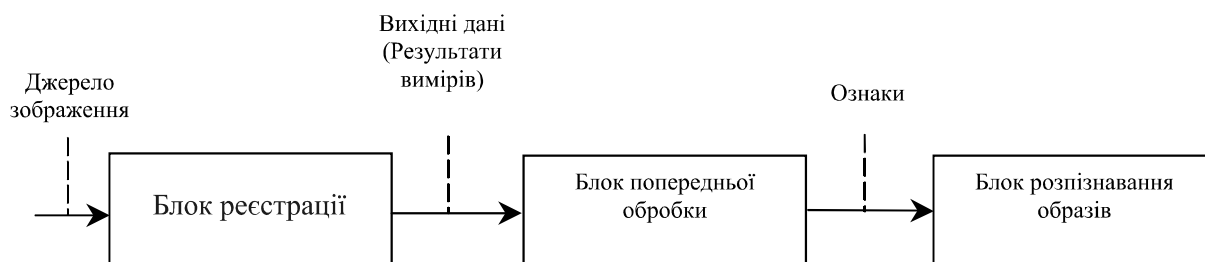 Джерело
зображення
Блок реєстрації
Вихідні дані
(Результати
вимірів)
Блок попередньої
обробки
Ознаки
Блок розпізнавання
образів